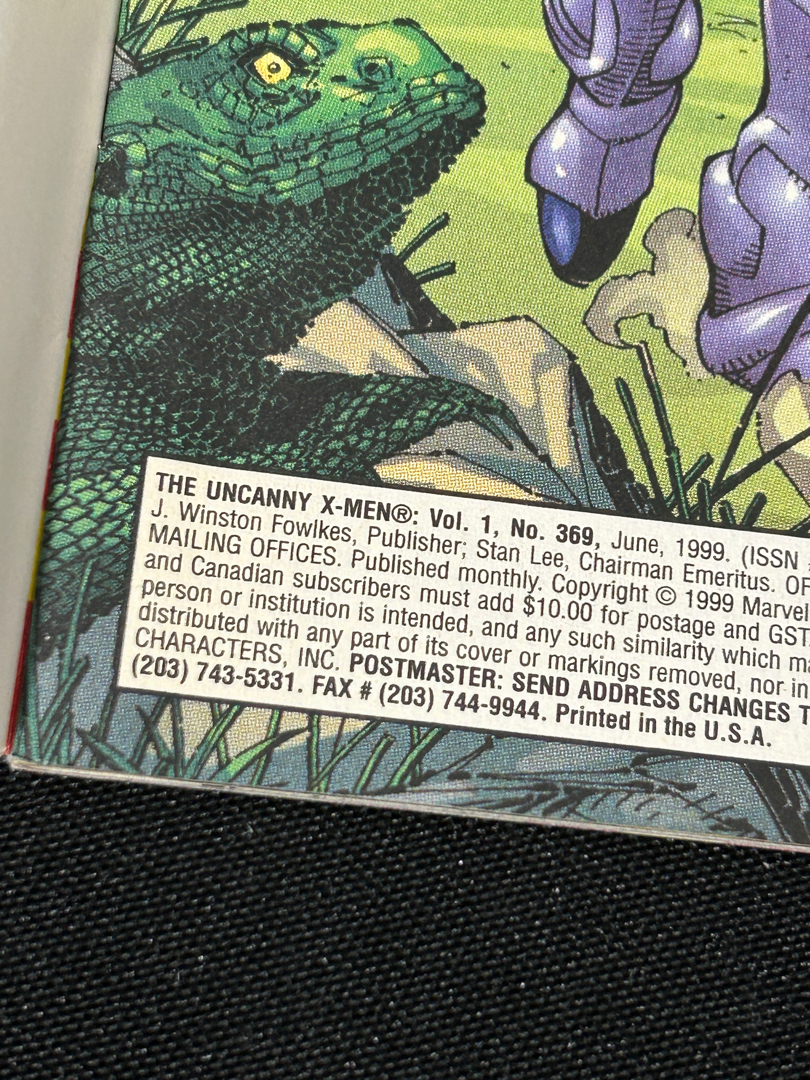 THE UNCANNY X-MEN®: Vol. 1, No. 369, June, 1999. (ISSN
J. Winston Fowlkes, Publisher; Stan Lee, Chairman Emeritus. OF
MAILING OFFICES. Published monthly. Copyright © 1999 Marvel
and Canadian subscribers must add $10.00 for postage and GST.
person or institution is intended, and any such similarity which ma
distributed with any part of its cover or markings removed, nor in
CHARACTERS, INC. POSTMASTER: SEND ADDRESS CHANGES T
(203) 743-5331. FAX # (203) 744-9944. Printed in the U.S.A.